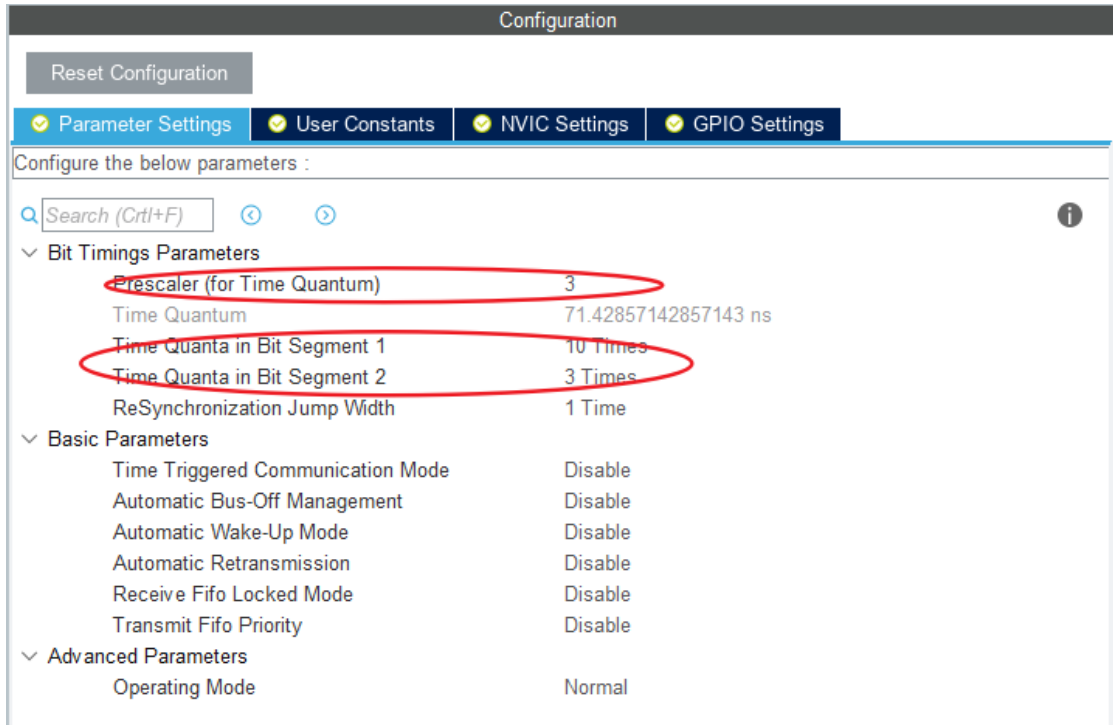 Configuration
Reset Configuration
Parameter Settings User Constants NVIC Settings GPIO Settings
Configure the below parameters :
Search (Crtl+F)
Bit Timings Parameters
Prescaler (for Time Quantum) 3
Time Quantum 71.42857142857143 ns
Time Quanta in Bit Segment 1 10 Times
Time Quanta in Bit Segment 2 3 Times
ReSynchronization Jump Width 1 Time
Basic Parameters
Time Triggered Communication Mode Disable
Automatic Bus-Off Management Disable
Automatic Wake-Up Mode Disable
Automatic Retransmission Disable
Receive Fifo Locked Mode Disable
Transmit Fifo Priority Disable
Advanced Parameters
Operating Mode Normal